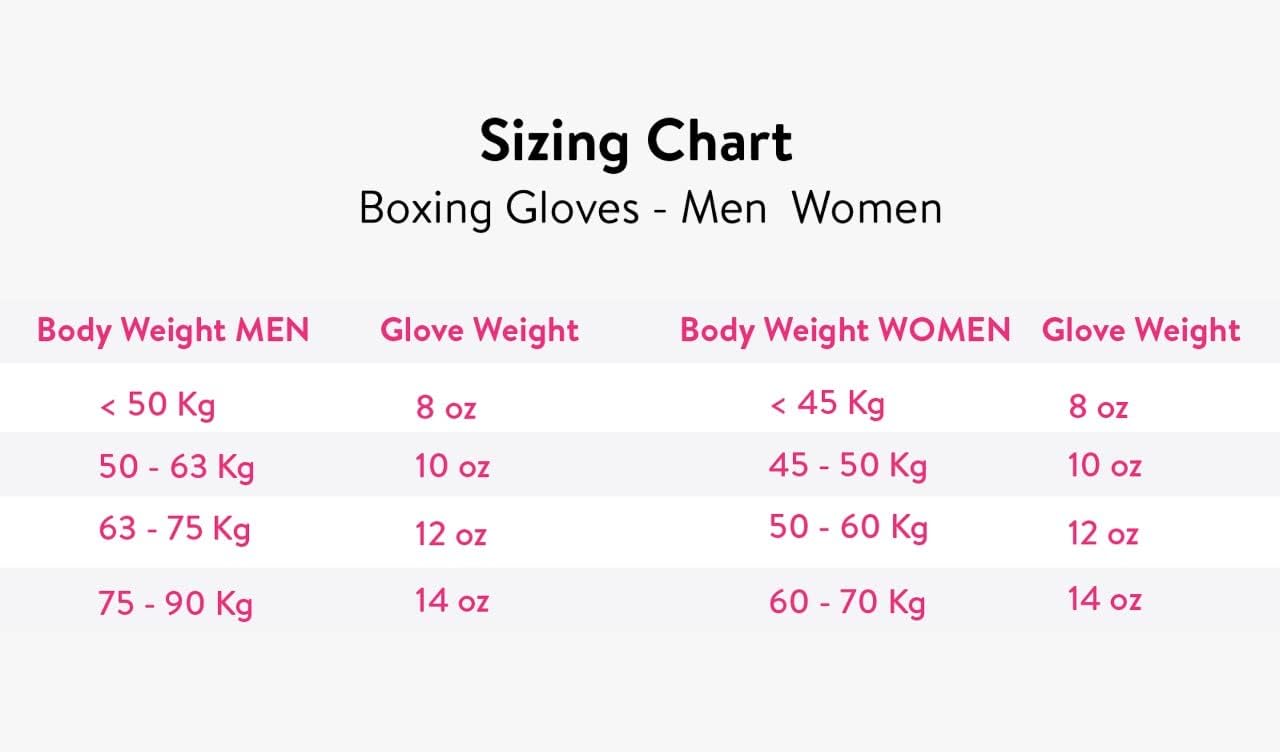 Sizing Chart
Boxing Gloves - Men Women
Body Weight MEN Glove Weight Body Weight WOMEN Glove Weight
< 50 Kg 8 oz < 45 Kg 8 oz
50 - 63 Kg 10 oz 45 - 50 Kg 10 oz
63 - 75 Kg 12 oz 50 - 60 Kg 12 oz
75 - 90 Kg 14 oz 60 - 70 Kg 14 oz